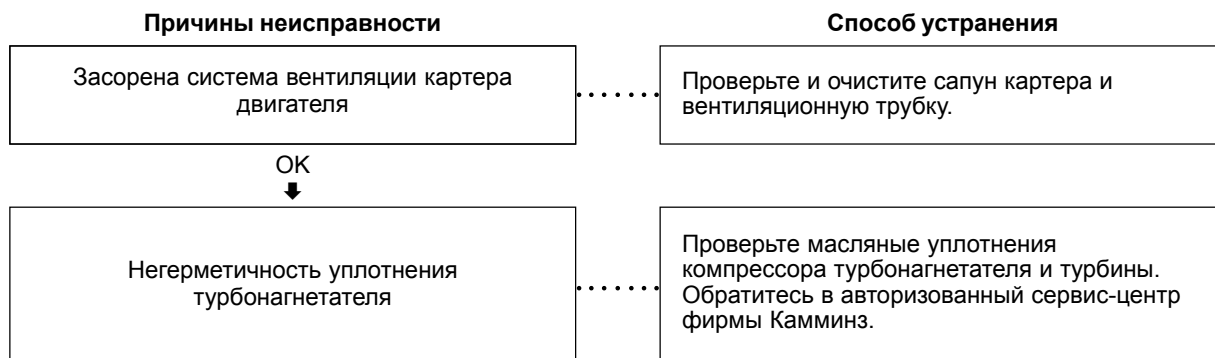 Причины неисправности
Способ устранения
Засорена система вентиляции картера
двигателя
Проверьте и очистите сапун картера и
вентиляционную трубку.
OK
Негерметичность уплотнения
турбонагнетателя
Проверьте масляные уплотнения
компрессора турбонагнетателя и турбины.
Обратитесь в авторизованный сервис-центр
фирмы Камминз.